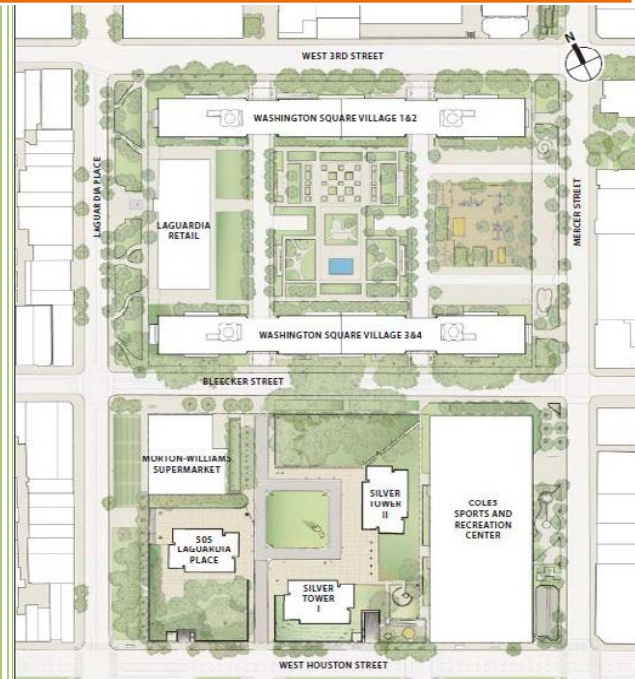 WEST 3RD STREET
N
WASHINGTON SQUARE VILLAGE 1&2
LAGUARDIA PLACE
LAGUARDIA
RETAIL
MERCER STREET
WASHINGTON SQUARE VILLAGE 3&4
BLEECKER STREET
MORTON-WILLIAMS
SUPERMARKET
SILVER
TOWER
II
COLES
SPORTS AND
RECREATION
CENTER
505
LAGUARDIA
PLACE
SILVER
TOWER
I
WEST HOUSTON STREET